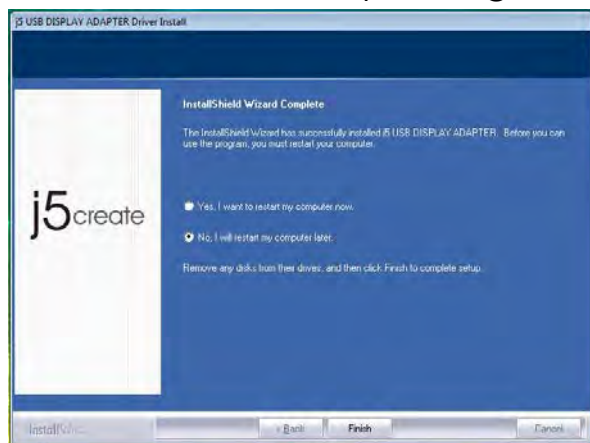 j5 USB DISPLAY ADAPTER Driver Install
InstallShield Wizard Complete
The InstallShield Wizard has successfully installed j5 USB DISPLAY ADAPTER. Before you can
use the program, you must restart your computer.
j5create
Yes, I want to restart my computer now.
No, I will restart my computer later.
Remove any disks from their drives, and then click Finish to complete setup.
InstallShield
< Back
Finish
Cancel